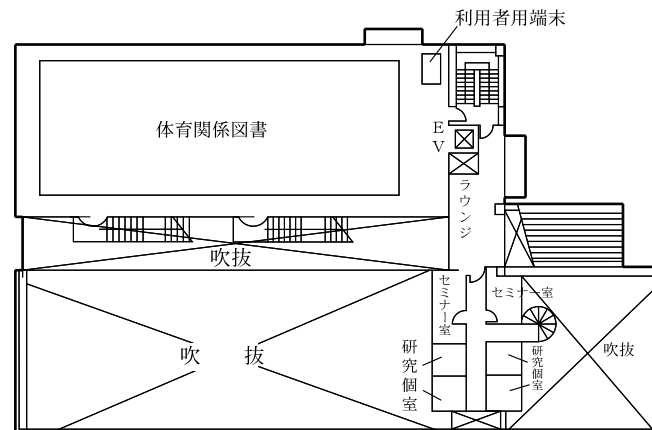 利用者用端末
体育関係図書
EV
ラウンジ
吹抜
セミナー室
セミナー室
吹抜
研究個室
研究個室
吹抜